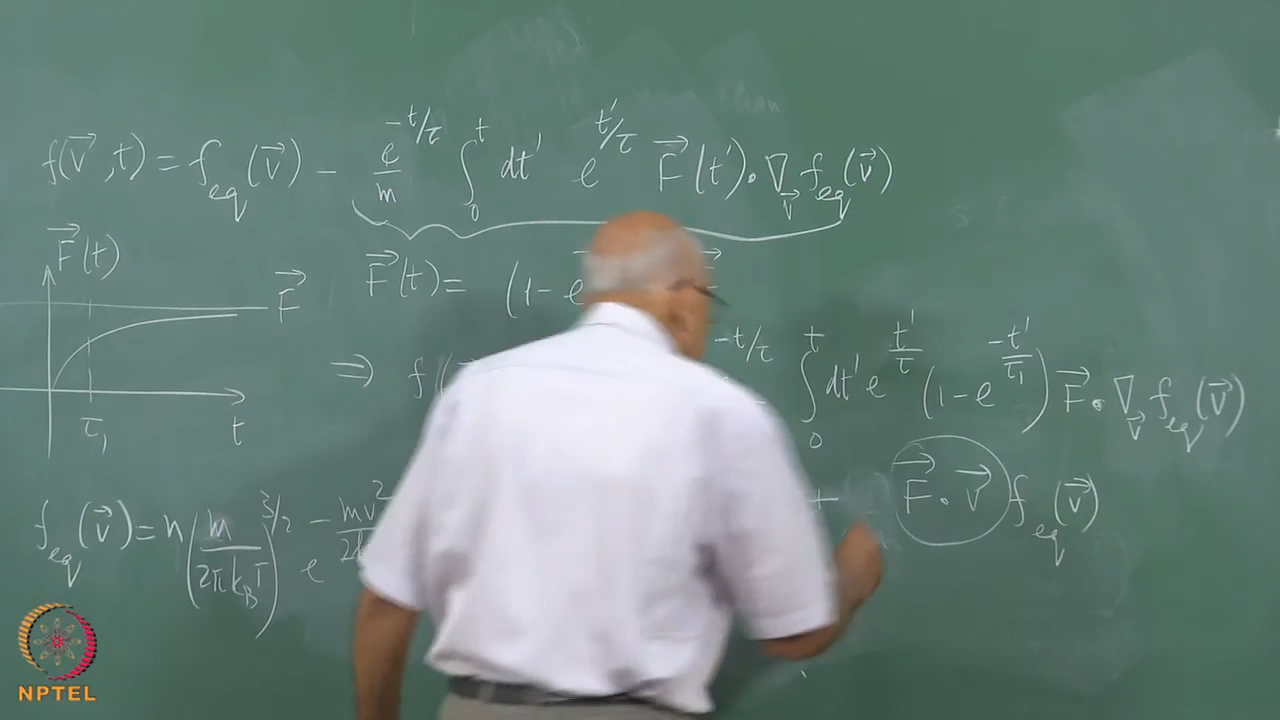 f(v⃗, t) = f_eq(v⃗) − e^{-t/τ}/m ∫₀ᵗ dt' e^{t'/τ} F⃗(t') · ∇_v⃗ f_eq(v⃗)
F⃗(t)
F⃗
τ₁
t
F⃗(t) = (1 − e
⇒ f(
-t/τ ∫₀ᵗ dt' e^{t'/τ} (1 − e^{-t'/τ₁}) F⃗ · ∇_v⃗ f_eq(v⃗)
f_eq(v⃗) = n (m/2πk_BT)^{3/2} e^{-mv²/2k
+ F⃗ · v⃗ f_eq(v⃗)
NPTEL